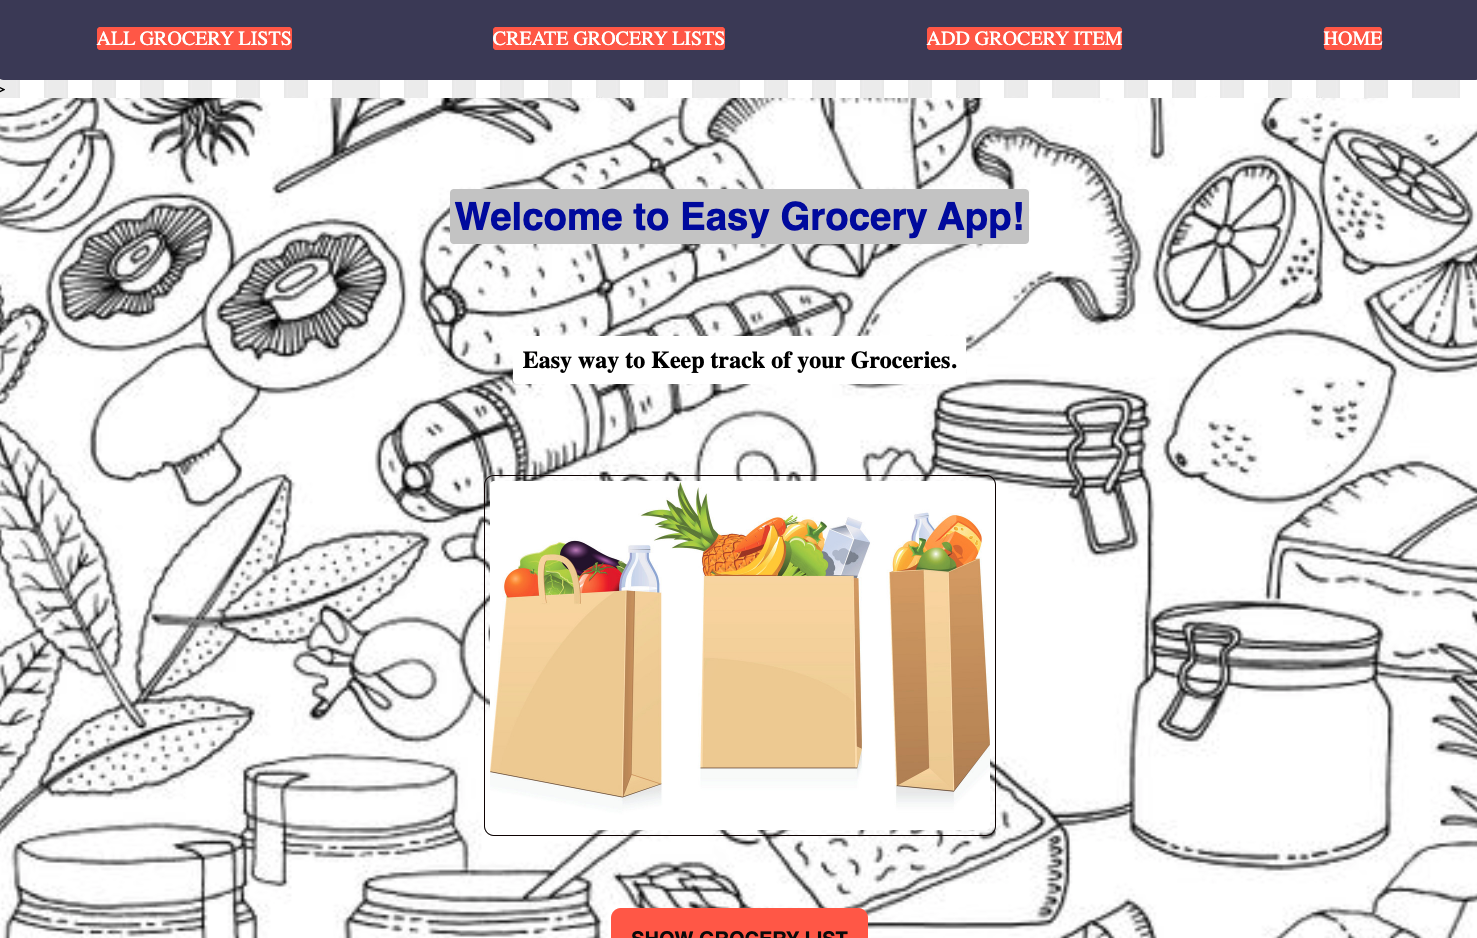 ALL GROCERY LISTS
CREATE GROCERY LISTS
ADD GROCERY ITEM
HOME
>
Welcome to Easy Grocery App!
Easy way to Keep track of your Groceries.
SHOW GROCERY LIST